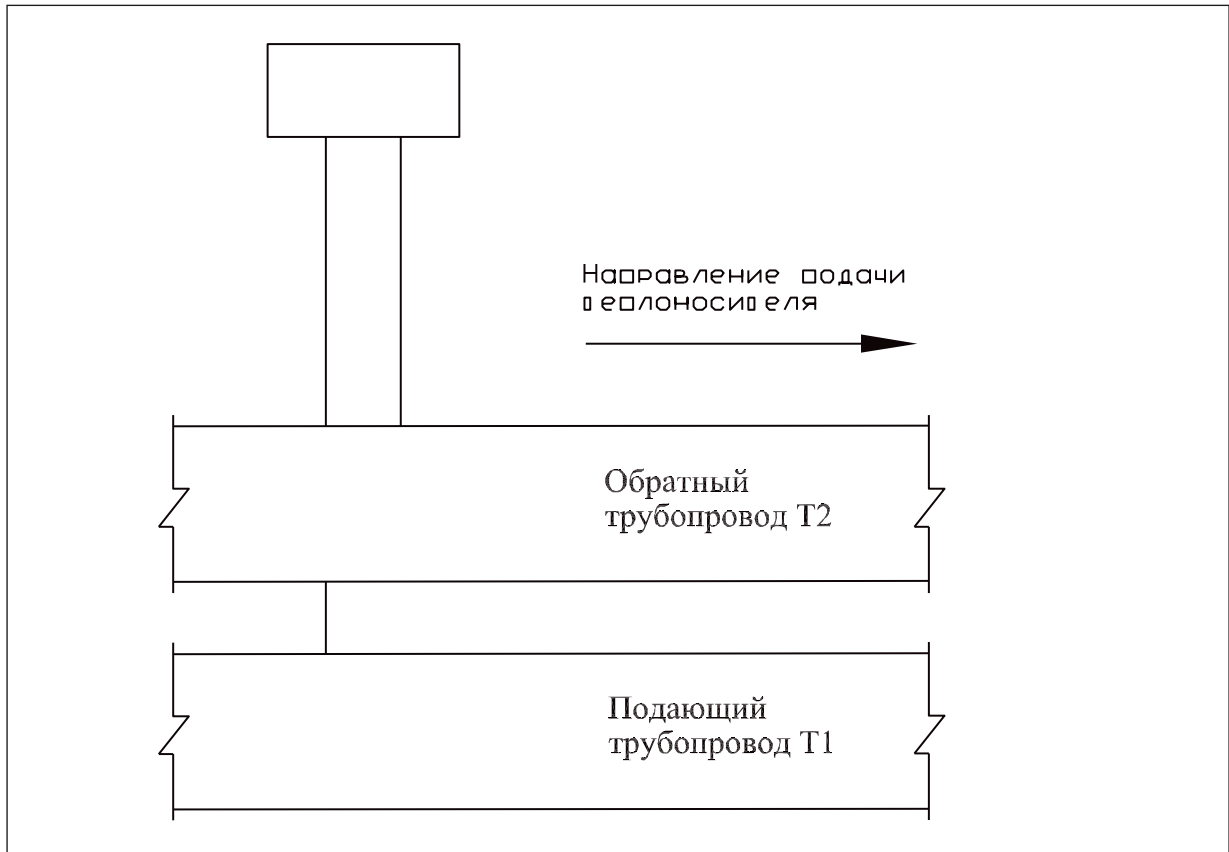 Направление подачи
теплоносителя
Обратный
трубопровод Т2
Подающий
трубопровод Т1